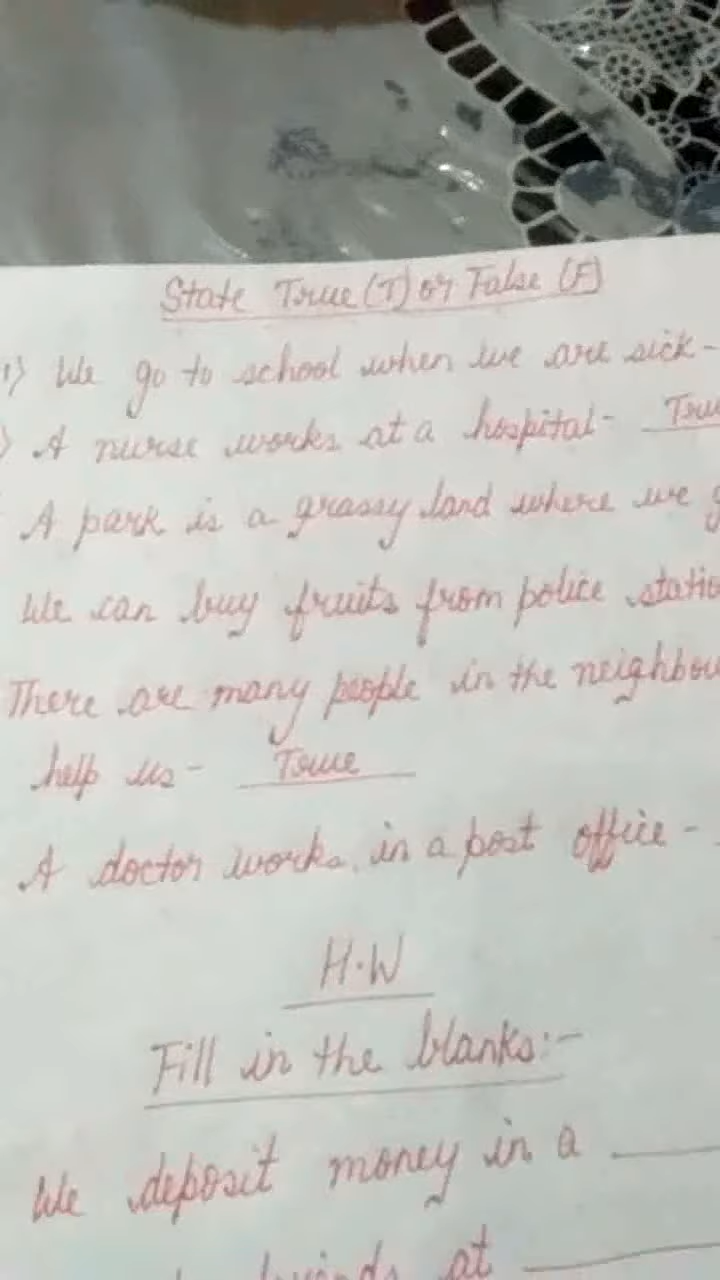 State True (T) or False (F)
1) We go to school when we are sick-
) A nurse works at a hospital- True
A park is a grassy land where we
We can buy fruits from police
There are many people in the
help us- True
A doctor works in a post office -
H.W
Fill in the blanks:-
We deposit money in a
at